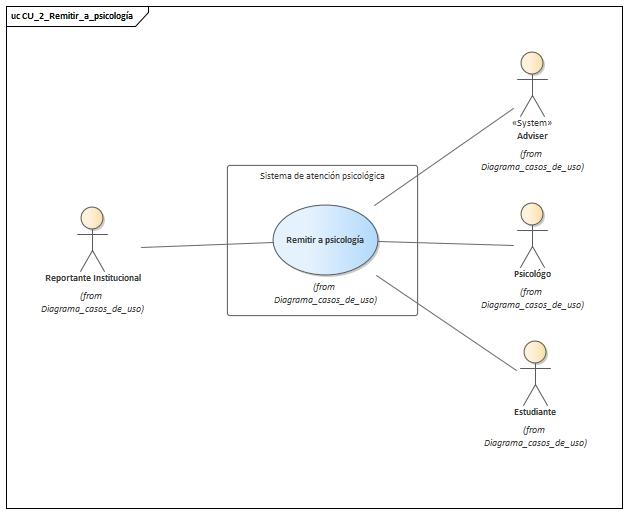 uc CU_2_Remitir_a_psicología
«System»
Adviser
(from
Diagrama_casos_de_uso)
Sistema de atención psicológica
Remitir a psicología
(from
Diagrama_casos_de_uso)
Reportante Institucional
(from
Diagrama_casos_de_uso)
Psicológo
(from
Diagrama_casos_de_uso)
Estudiante
(from
Diagrama_casos_de_uso)